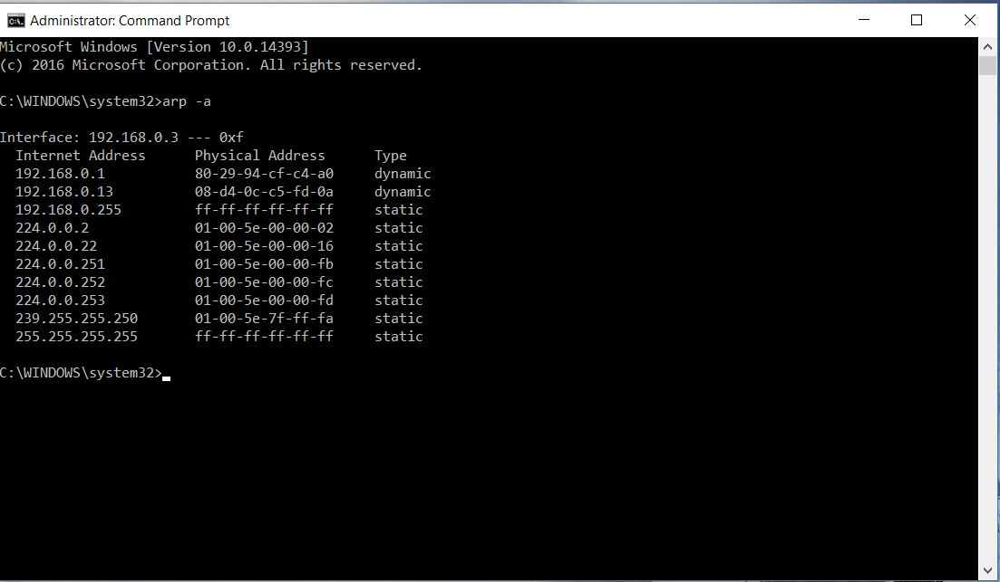 Administrator: Command Prompt
Microsoft Windows [Version 10.0.14393]
(c) 2016 Microsoft Corporation. All rights reserved.
C:\WINDOWS\system32>arp -a
Interface: 192.168.0.3 --- 0xf
  Internet Address      Physical Address      Type
  192.168.0.1           80-29-94-cf-c4-a0     dynamic
  192.168.0.13          08-d4-0c-c5-fd-0a     dynamic
  192.168.0.255         ff-ff-ff-ff-ff-ff     static
  224.0.0.2             01-00-5e-00-00-02     static
  224.0.0.22            01-00-5e-00-00-16     static
  224.0.0.251           01-00-5e-00-00-fb     static
  224.0.0.252           01-00-5e-00-00-fc     static
  224.0.0.253           01-00-5e-00-00-fd     static
  239.255.255.250       01-00-5e-7f-ff-fa     static
  255.255.255.255       ff-ff-ff-ff-ff-ff     static
C:\WINDOWS\system32>